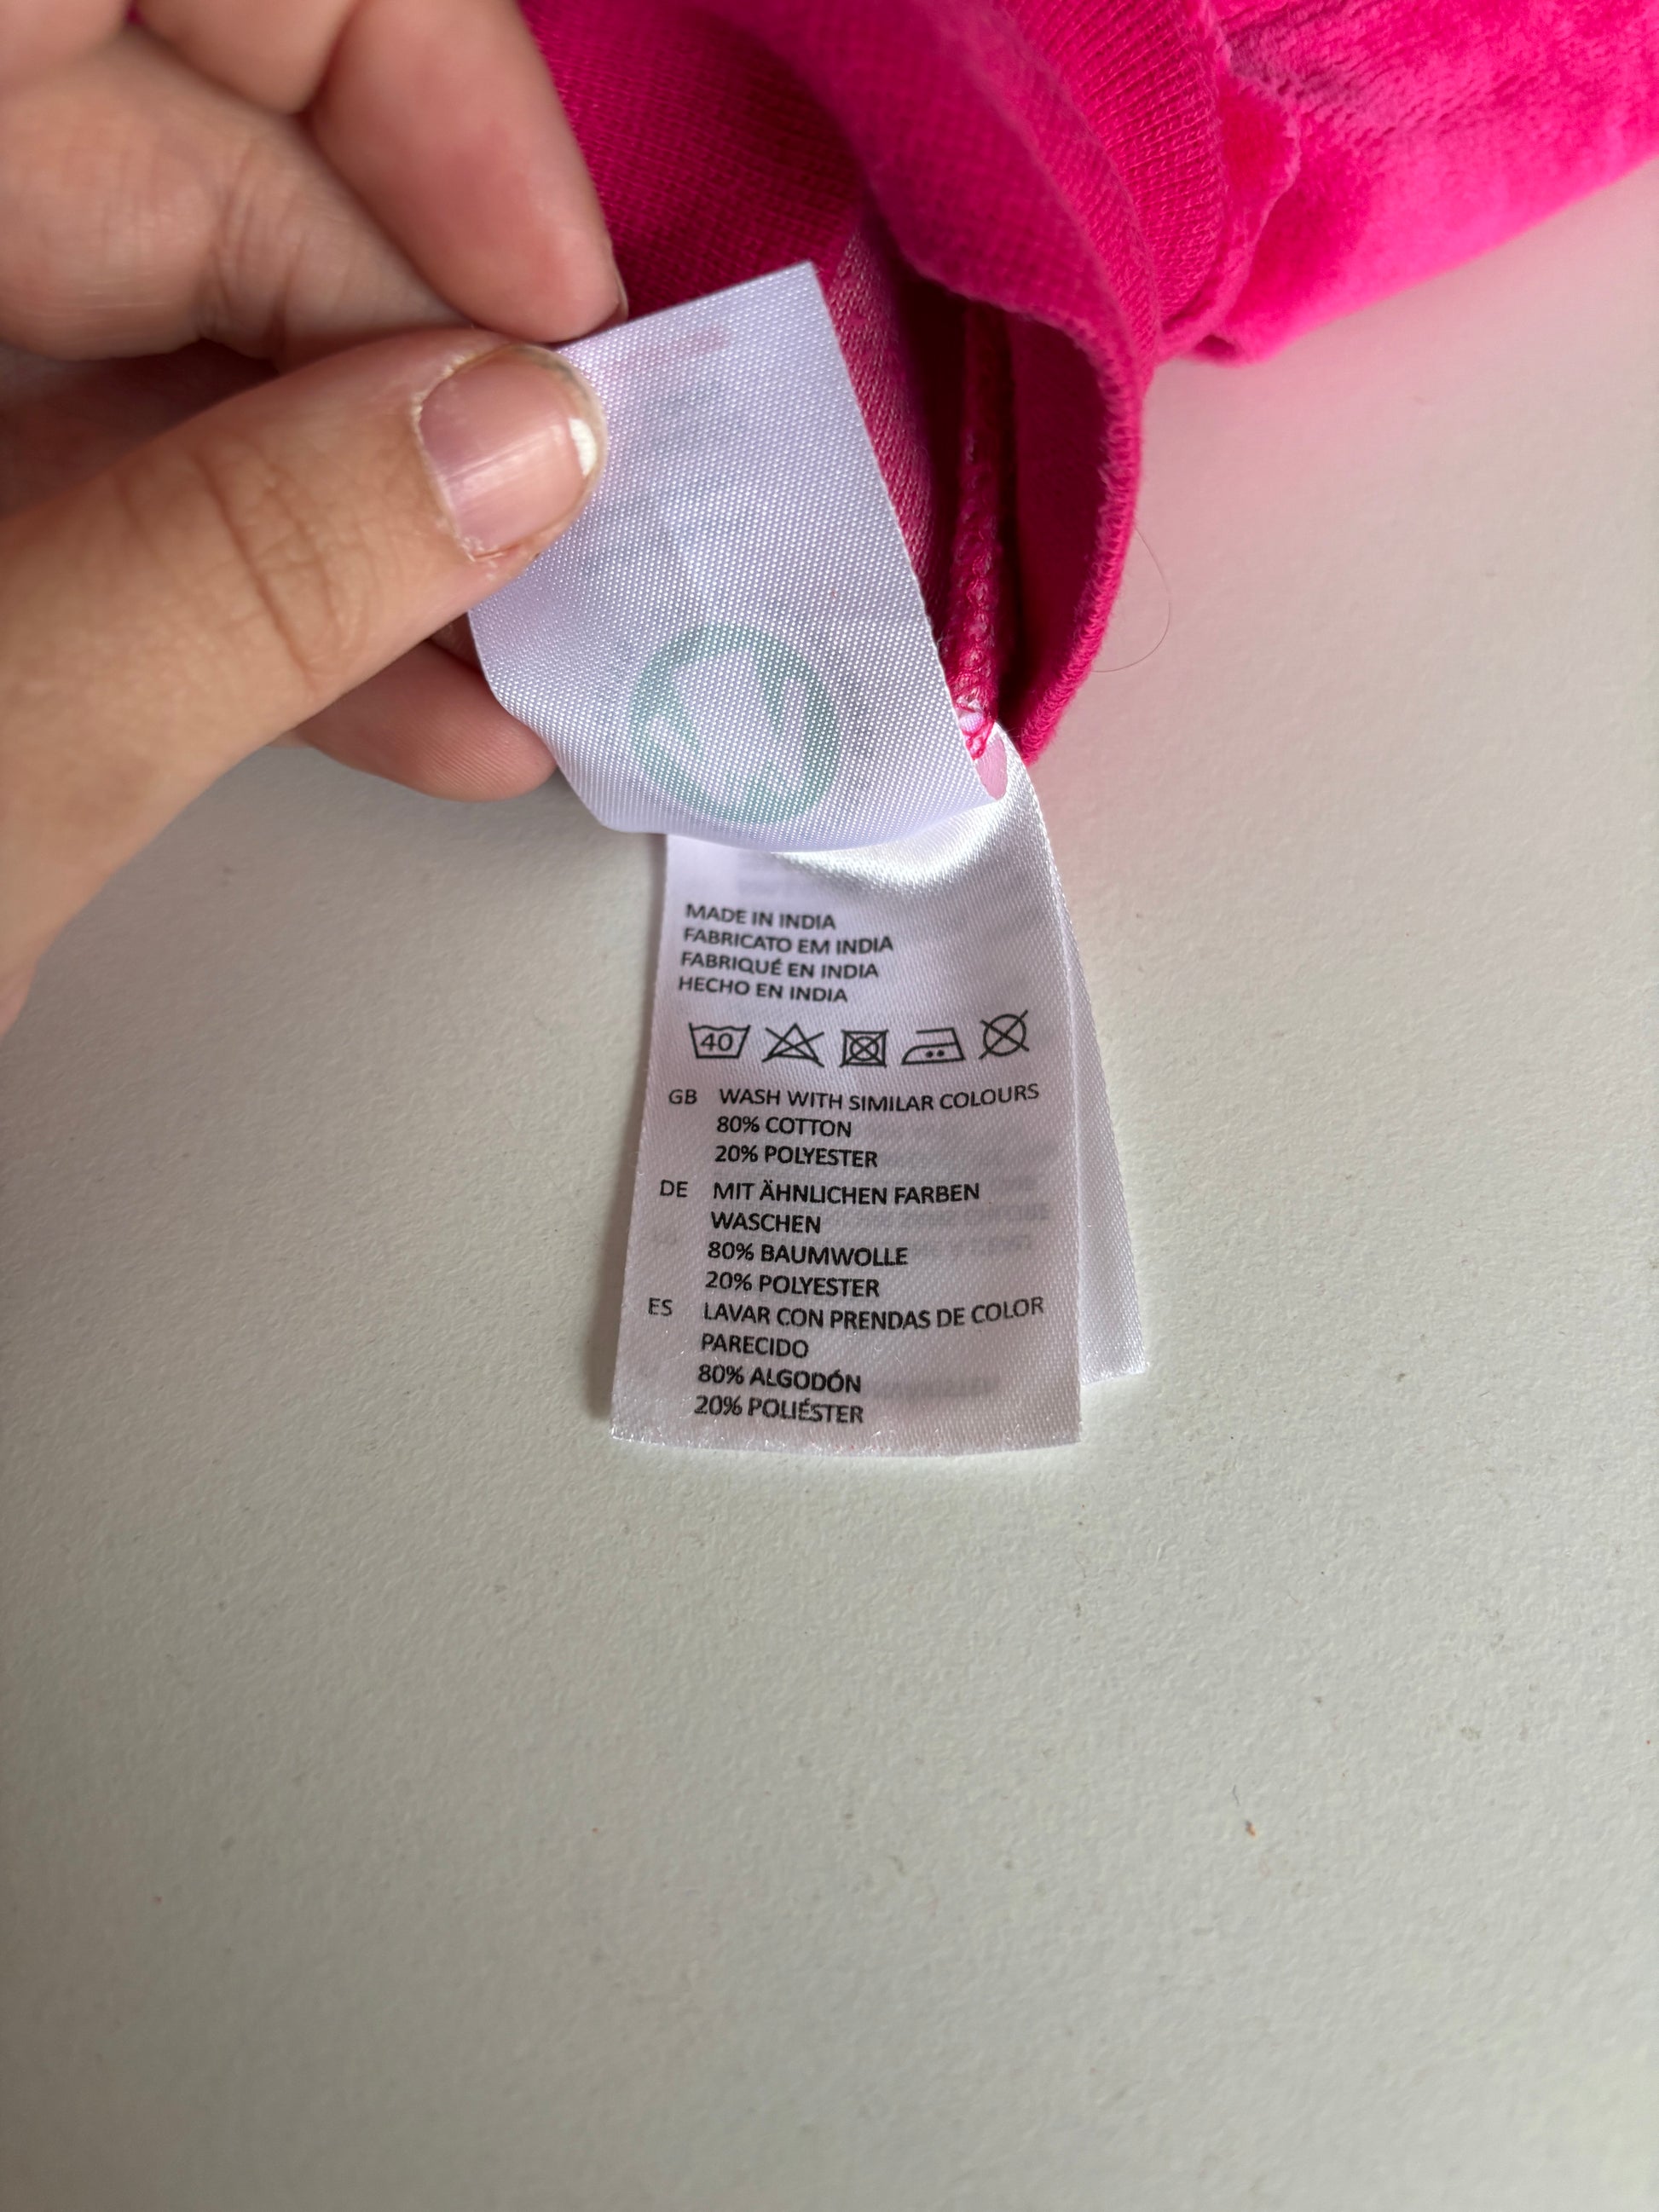 MADE IN INDIA
FABRICATO EM INDIA
FABRIQUÉ EN INDIA
HECHO EN INDIA
40
GB WASH WITH SIMILAR COLOURS
80% COTTON
20% POLYESTER
DE MIT ÄHNLICHEN FARBEN
WASCHEN
80% BAUMWOLLE
20% POLYESTER
ES LAVAR CON PRENDAS DE COLOR
PARECIDO
80% ALGODÓN
20% POLIÉSTER